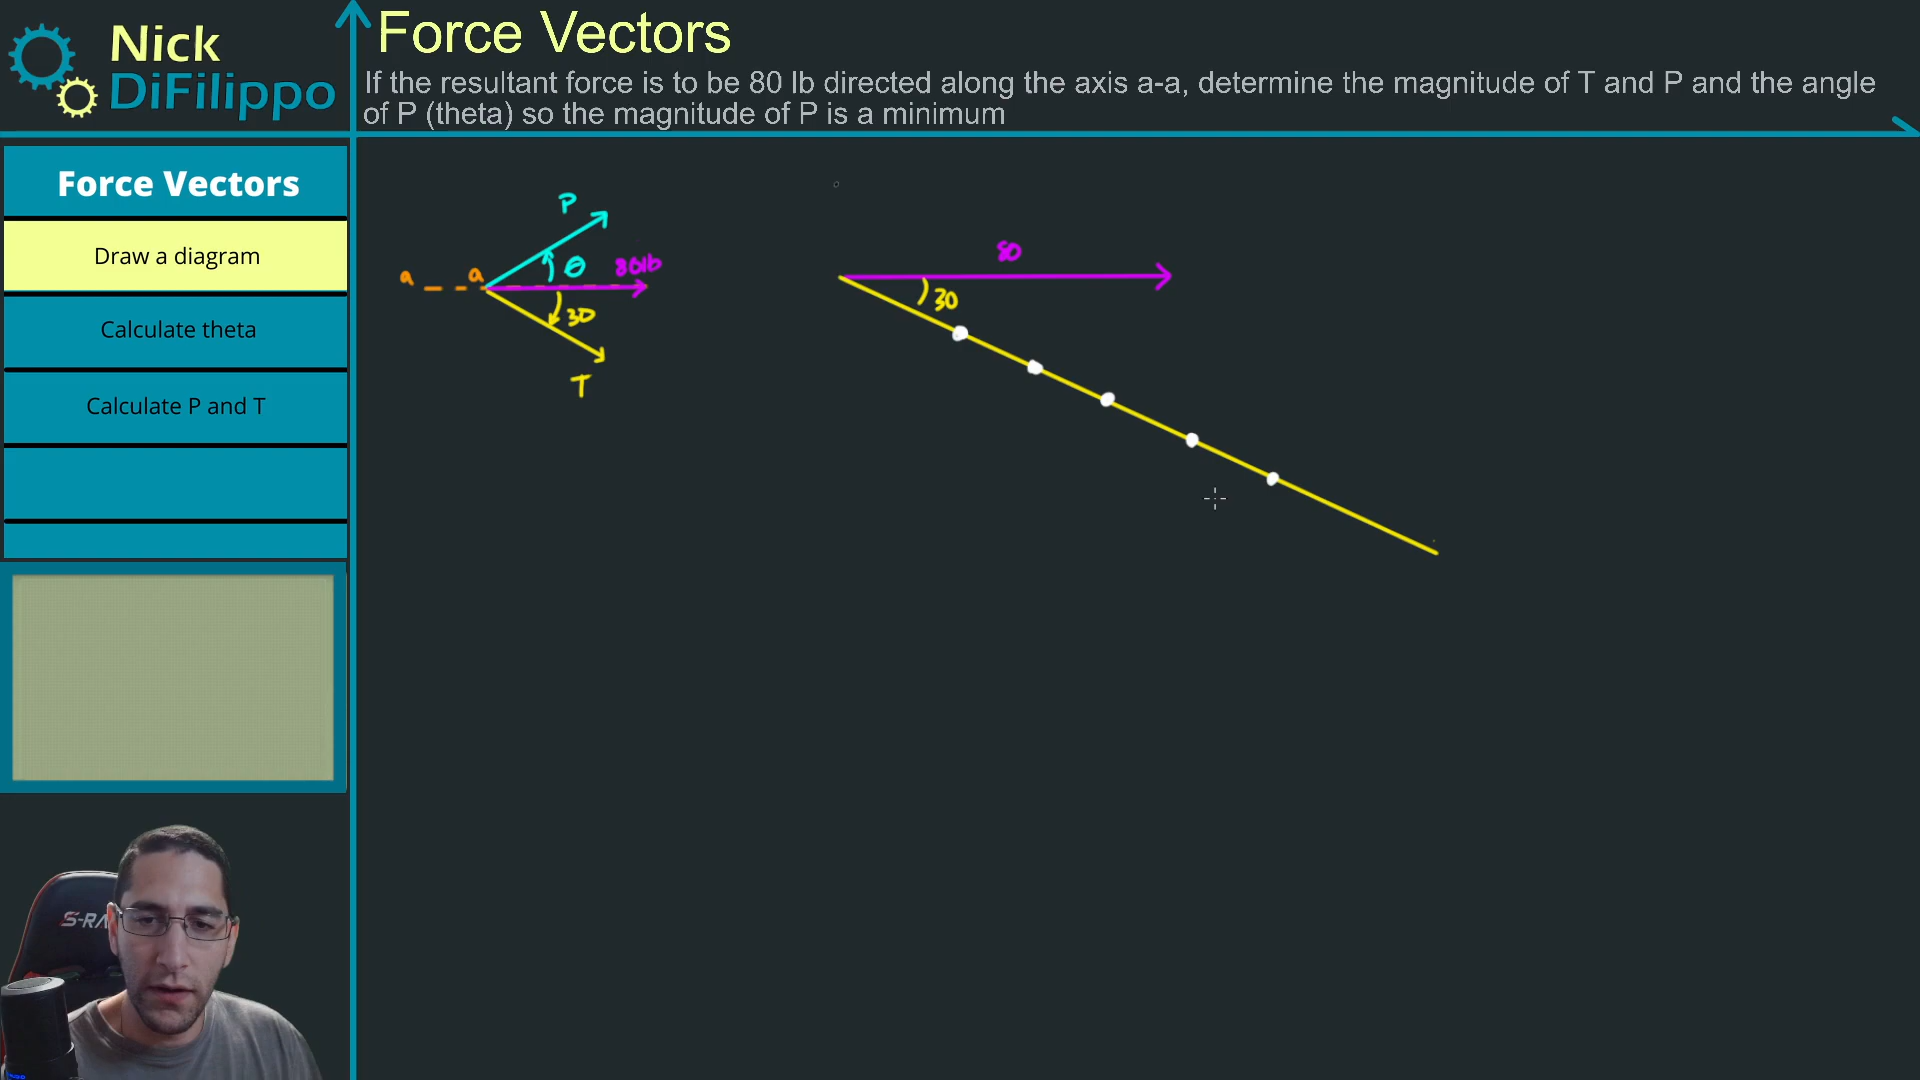 Nick
DiFilippo
Force Vectors
If the resultant force is to be 80 lb directed along the axis a-a, determine the magnitude of T and P and the angle
of P (theta) so the magnitude of P is a minimum
Force Vectors
Draw a diagram
Calculate theta
Calculate P and T
P
a
a
θ
80lb
30
T
80
30
S-RA